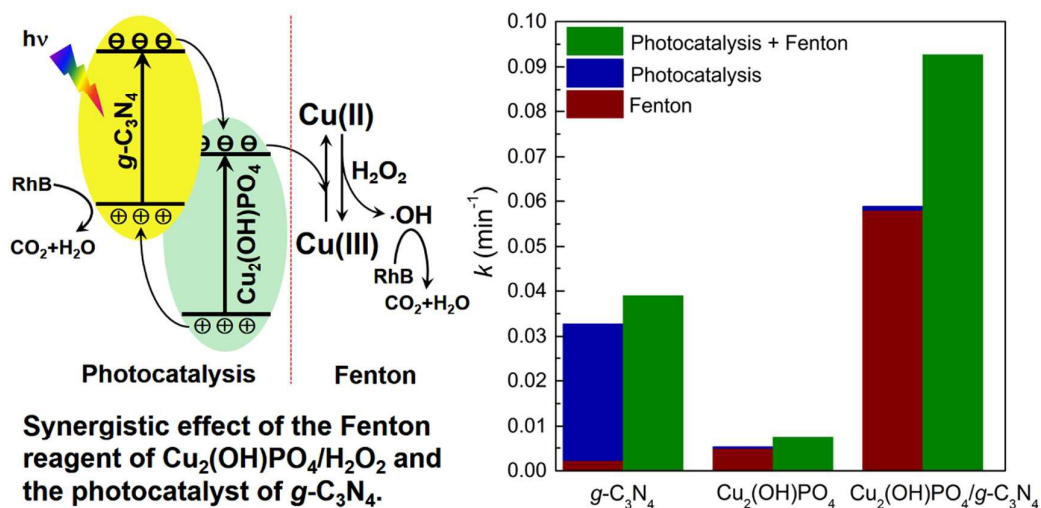 hν
g-C₃N₄
RhB
CO₂+H₂O
Cu₂(OH)PO₄
Cu(II)
H₂O₂
·OH
Cu(III)
RhB
CO₂+H₂O
Photocatalysis
Fenton
Synergistic effect of the Fenton
reagent of Cu₂(OH)PO₄/H₂O₂ and
the photocatalyst of g-C₃N₄.
k (min⁻¹)
0.10
0.09
0.08
0.07
0.06
0.05
0.04
0.03
0.02
0.01
0.00
Photocatalysis + Fenton
Photocatalysis
Fenton
g-C₃N₄
Cu₂(OH)PO₄
Cu₂(OH)PO₄/g-C₃N₄